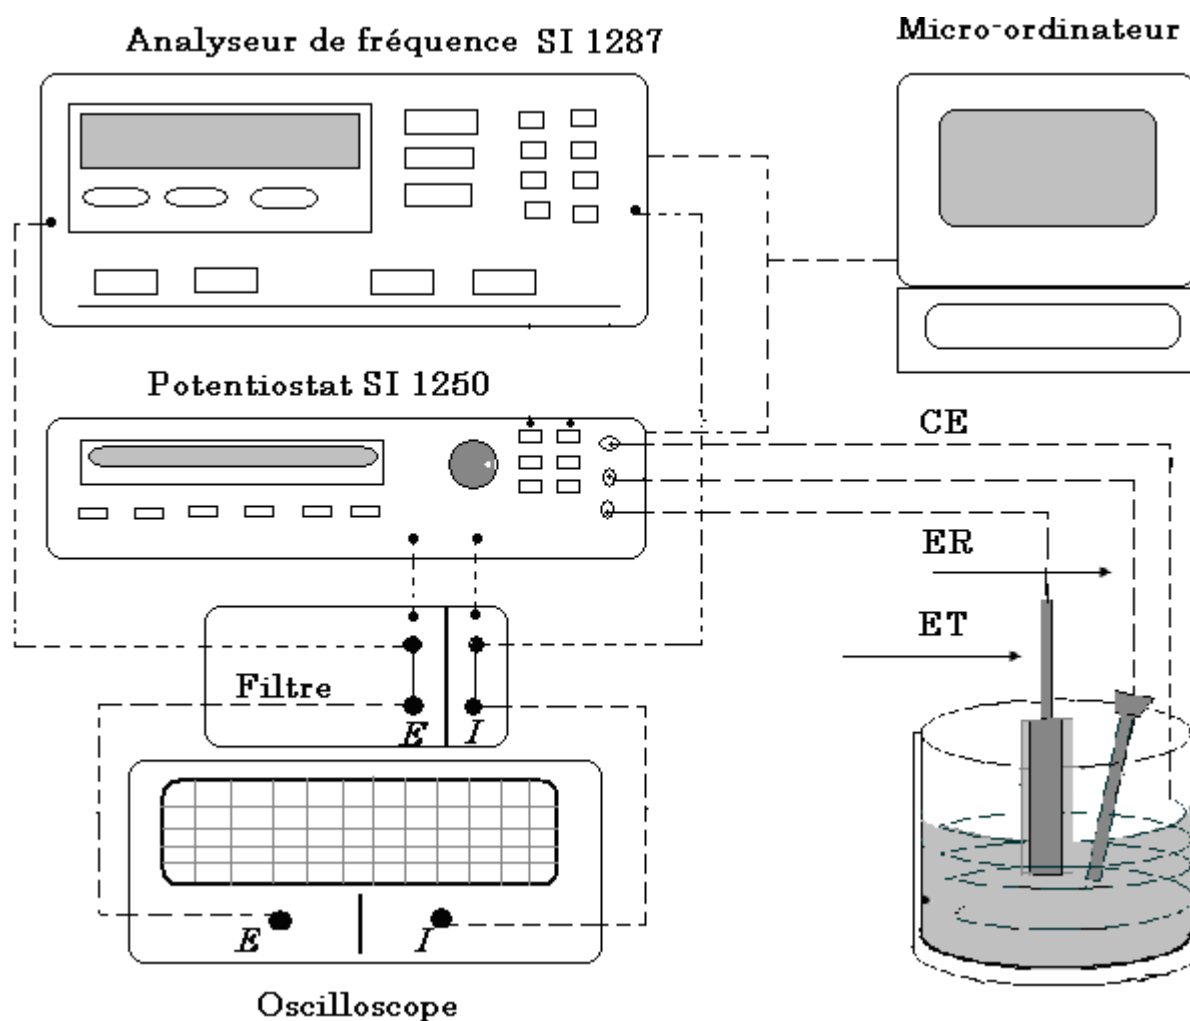 Analyseur de fréquence SI 1287
Micro-ordinateur
Potentiostat SI 1250
CE
ER
ET
Filtre
E I
E I
Oscilloscope